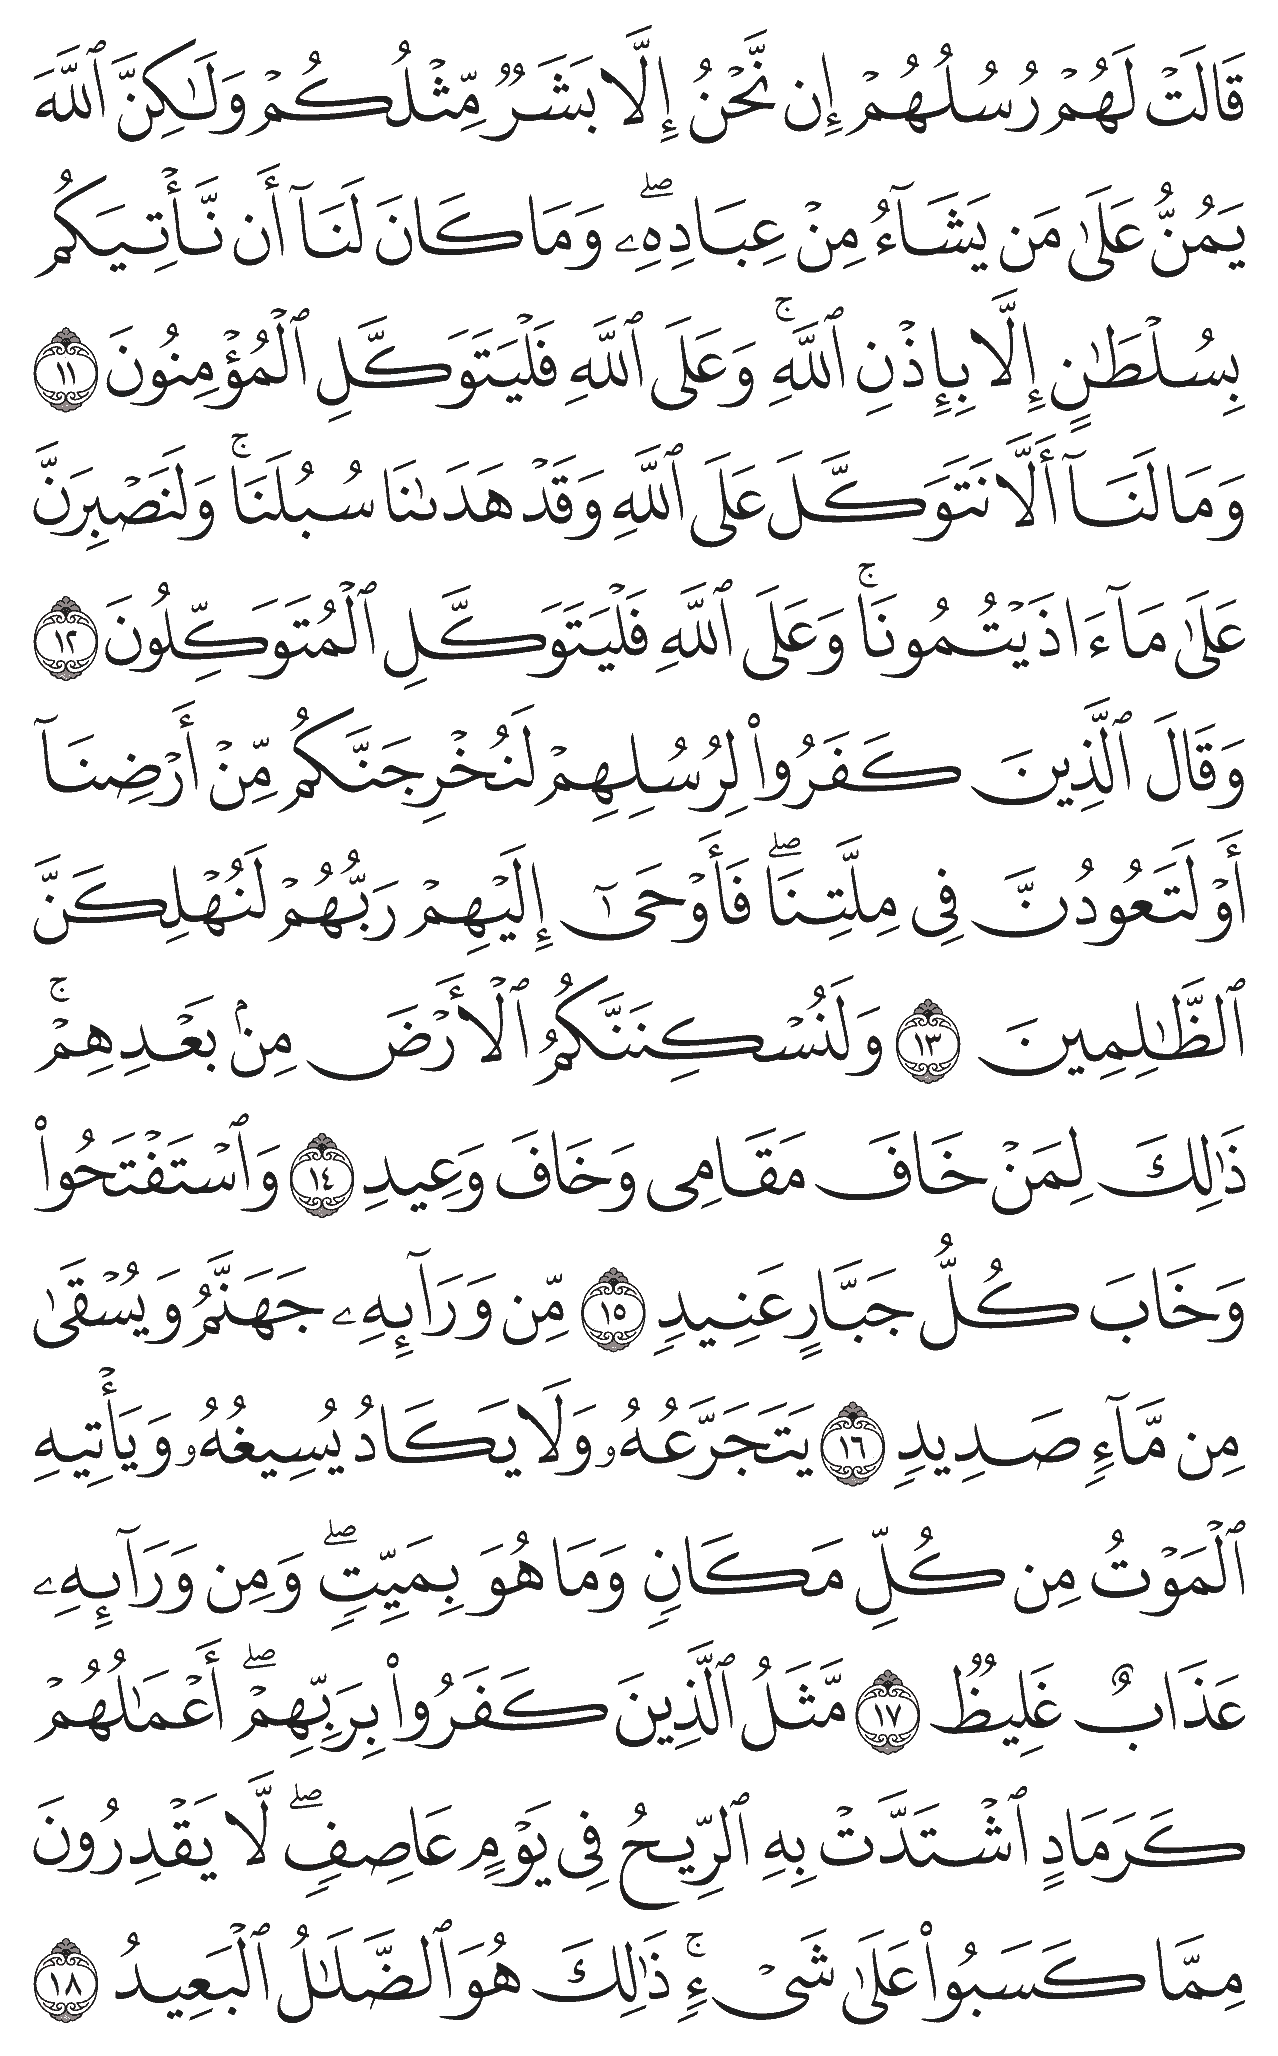 قَالَتۡ لَهُمۡ رُسُلُهُمۡ إِن نَّحۡنُ إِلَّا بَشَرٞ مِّثۡلُكُمۡ وَلَٰكِنَّ ٱللَّهَ
يَمُنُّ عَلَىٰ مَن يَشَآءُ مِنۡ عِبَادِهِۦۖ وَمَا كَانَ لَنَآ أَن نَّأۡتِيَكُم
بِسُلۡطَٰنٍ إِلَّا بِإِذۡنِ ٱللَّهِۚ وَعَلَى ٱللَّهِ فَلۡيَتَوَكَّلِ ٱلۡمُؤۡمِنُونَ ١١
وَمَا لَنَآ أَلَّا نَتَوَكَّلَ عَلَى ٱللَّهِ وَقَدۡ هَدَىٰنَا سُبُلَنَاۚ وَلَنَصۡبِرَنَّ
عَلَىٰ مَآ ءَاذَيۡتُمُونَاۚ وَعَلَى ٱللَّهِ فَلۡيَتَوَكَّلِ ٱلۡمُتَوَكِّلُونَ ١٢
وَقَالَ ٱلَّذِينَ كَفَرُواْ لِرُسُلِهِمۡ لَنُخۡرِجَنَّكُم مِّنۡ أَرۡضِنَآ
أَوۡ لَتَعُودُنَّ فِي مِلَّتِنَاۖ فَأَوۡحَىٰٓ إِلَيۡهِمۡ رَبُّهُمۡ لَنُهۡلِكَنَّ
ٱلظَّٰلِمِينَ ١٣ وَلَنُسۡكِنَنَّكُمُ ٱلۡأَرۡضَ مِنۢ بَعۡدِهِمۡۚ
ذَٰلِكَ لِمَنۡ خَافَ مَقَامِي وَخَافَ وَعِيدِ ١٤ وَٱسۡتَفۡتَحُواْ
وَخَابَ كُلُّ جَبَّارٍ عَنِيدٖ ١٥ مِّن وَرَآئِهِۦ جَهَنَّمُ وَيُسۡقَىٰ
مِن مَّآءٖ صَدِيدٖ ١٦ يَتَجَرَّعُهُۥ وَلَا يَكَادُ يُسِيغُهُۥ وَيَأۡتِيهِ
ٱلۡمَوۡتُ مِن كُلِّ مَكَانٖ وَمَا هُوَ بِمَيِّتٖۖ وَمِن وَرَآئِهِۦ
عَذَابٌ غَلِيظٞ ١٧ مَّثَلُ ٱلَّذِينَ كَفَرُواْ بِرَبِّهِمۡۖ أَعۡمَٰلُهُمۡ
كَرَمَادٍ ٱشۡتَدَّتۡ بِهِ ٱلرِّيحُ فِي يَوۡمٍ عَاصِفٖۖ لَّا يَقۡدِرُونَ
مِمَّا كَسَبُواْ عَلَىٰ شَيۡءٖۚ ذَٰلِكَ هُوَ ٱلضَّلَٰلُ ٱلۡبَعِيدُ ١٨